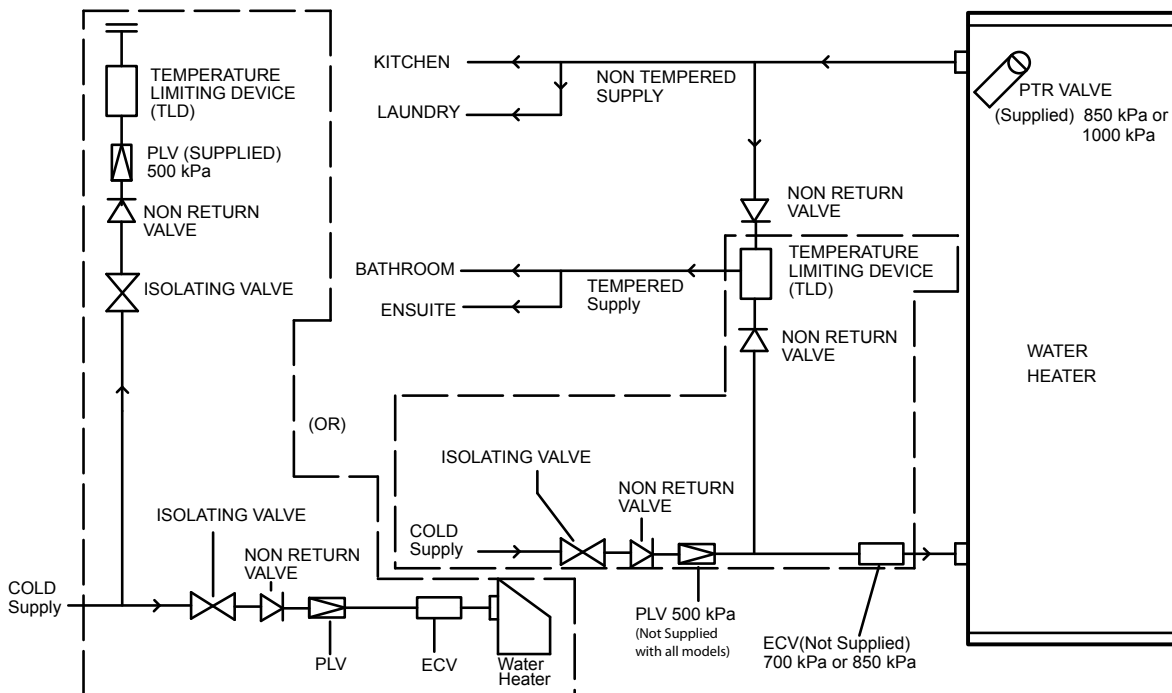 TEMPERATURE
LIMITING DEVICE
(TLD)
PLV (SUPPLIED)
500 kPa
NON RETURN
VALVE
ISOLATING VALVE
KITCHEN
NON TEMPERED
SUPPLY
LAUNDRY
PTR VALVE
(Supplied) 850 kPa or
1000 kPa
NON RETURN
VALVE
BATHROOM
TEMPERED
Supply
ENSUITE
TEMPERATURE
LIMITING DEVICE
(TLD)
NON RETURN
VALVE
WATER
HEATER
(OR)
ISOLATING VALVE
NON RETURN
VALVE
COLD
Supply
PLV 500 kPa
(Not Supplied
with all models)
ECV(Not Supplied)
700 kPa or 850 kPa
ISOLATING VALVE
NON RETURN
VALVE
COLD
Supply
PLV
ECV
Water
Heater